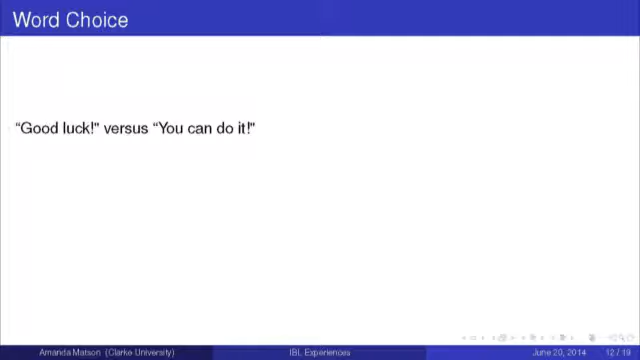 Word Choice
“Good luck!" versus “You can do it!"
Amanda Matson (Clarke University)
IBL Experiences
June 20, 2014
12 / 19